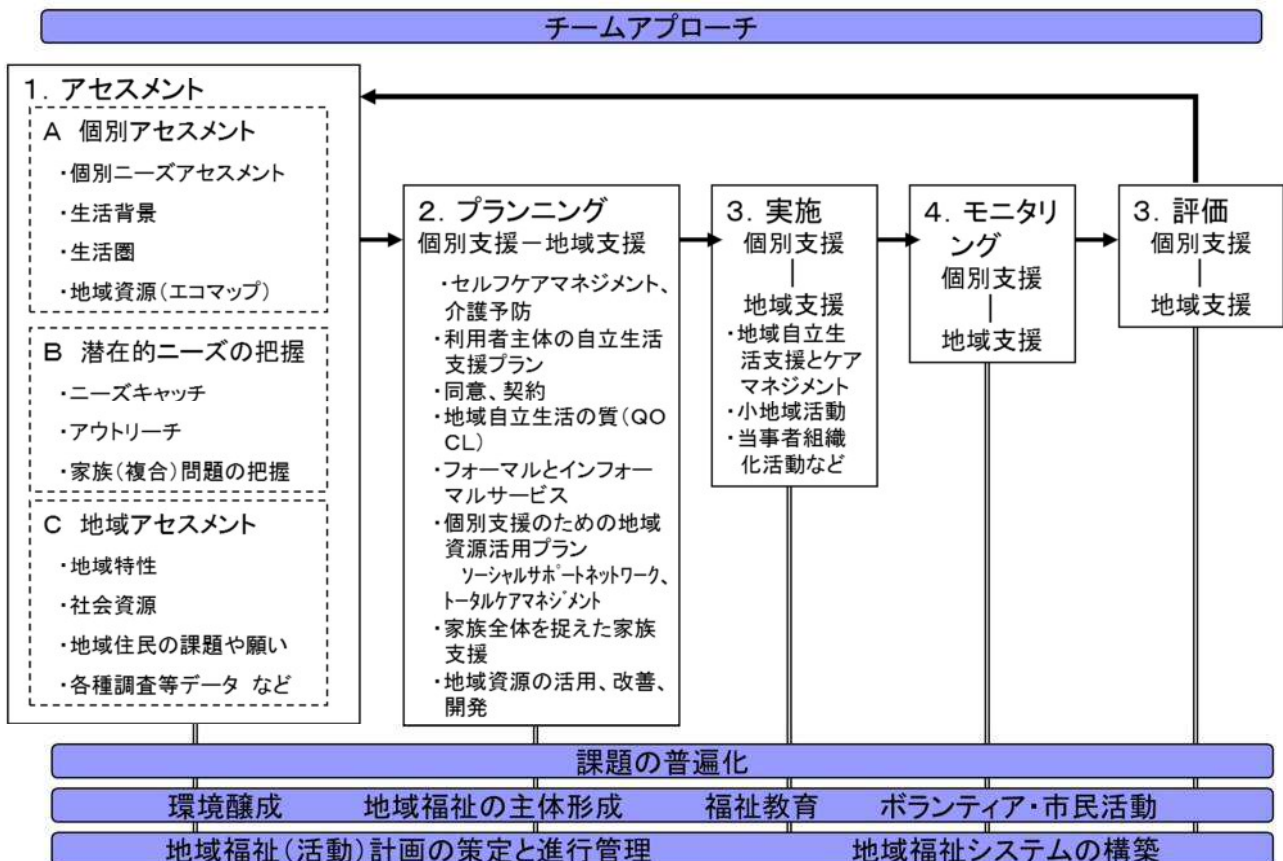 チームアプローチ
1．アセスメント
A 個別アセスメント
・個別ニーズアセスメント
・生活背景
・生活圏
・地域資源（エコマップ）
B 潜在的ニーズの把握
・ニーズキャッチ
・アウトリーチ
・家族（複合）問題の把握
C 地域アセスメント
・地域特性
・社会資源
・地域住民の課題や願い
・各種調査等データ など
2．プランニング
個別支援－地域支援
・セルフケアマネジメント、
介護予防
・利用者主体の自立生活
支援プラン
・同意、契約
・地域自立生活の質（QO
CL）
・フォーマルとインフォー
マルサービス
・個別支援のための地域
資源活用プラン
ソーシャルサポートネットワーク、
トータルケアマネジメント
・家族全体を捉えた家族
支援
・地域資源の活用、改善、
開発
3．実施
個別支援
｜
地域支援
・地域自立生
活支援とケア
マネジメント
・小地域活動
・当事者組織
化活動など
4．モニタリ
ング
個別支援
｜
地域支援
3．評価
個別支援
｜
地域支援
課題の普遍化
環境醸成 地域福祉の主体形成 福祉教育 ボランティア・市民活動
地域福祉（活動）計画の策定と進行管理 地域福祉システムの構築